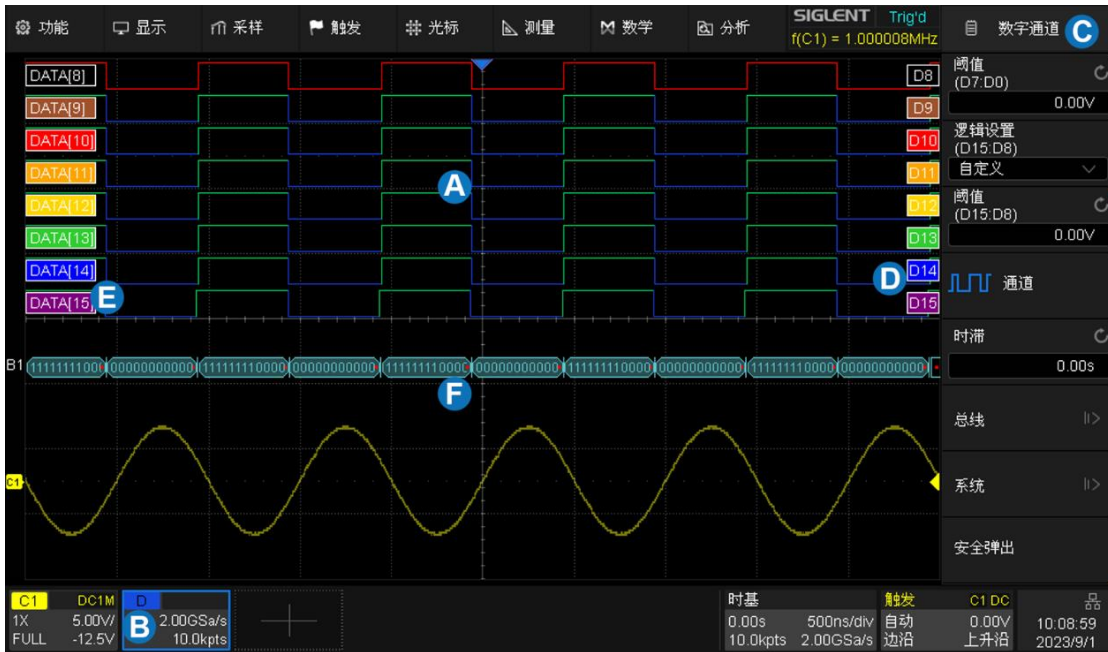 功能 显示 采样 触发 光标 测量 数学 分析
SIGLENT Trig'd
f(C1) = 1.000008MHz
数字通道 C
DATA[8] D8
DATA[9] D9
DATA[10] D10
DATA[11] D11
A
DATA[12] D12
DATA[13] D13
DATA[14] D D14
E
DATA[15] D15
阈值
(D7:D0)
0.00V
逻辑设置
(D15:D8)
自定义
阈值
(D15:D8)
0.00V
通道
时滞
0.00s
总线
系统
安全弹出
B1
F
C1
C1 DC1M
1X 5.00V/
FULL -12.5V
D
B 2.00GSa/s
10.0kpts
时基
0.00s 500ns/div
10.0kpts 2.00GSa/s
触发 C1 DC
自动 0.00V
边沿 上升沿
10:08:59
2023/9/1